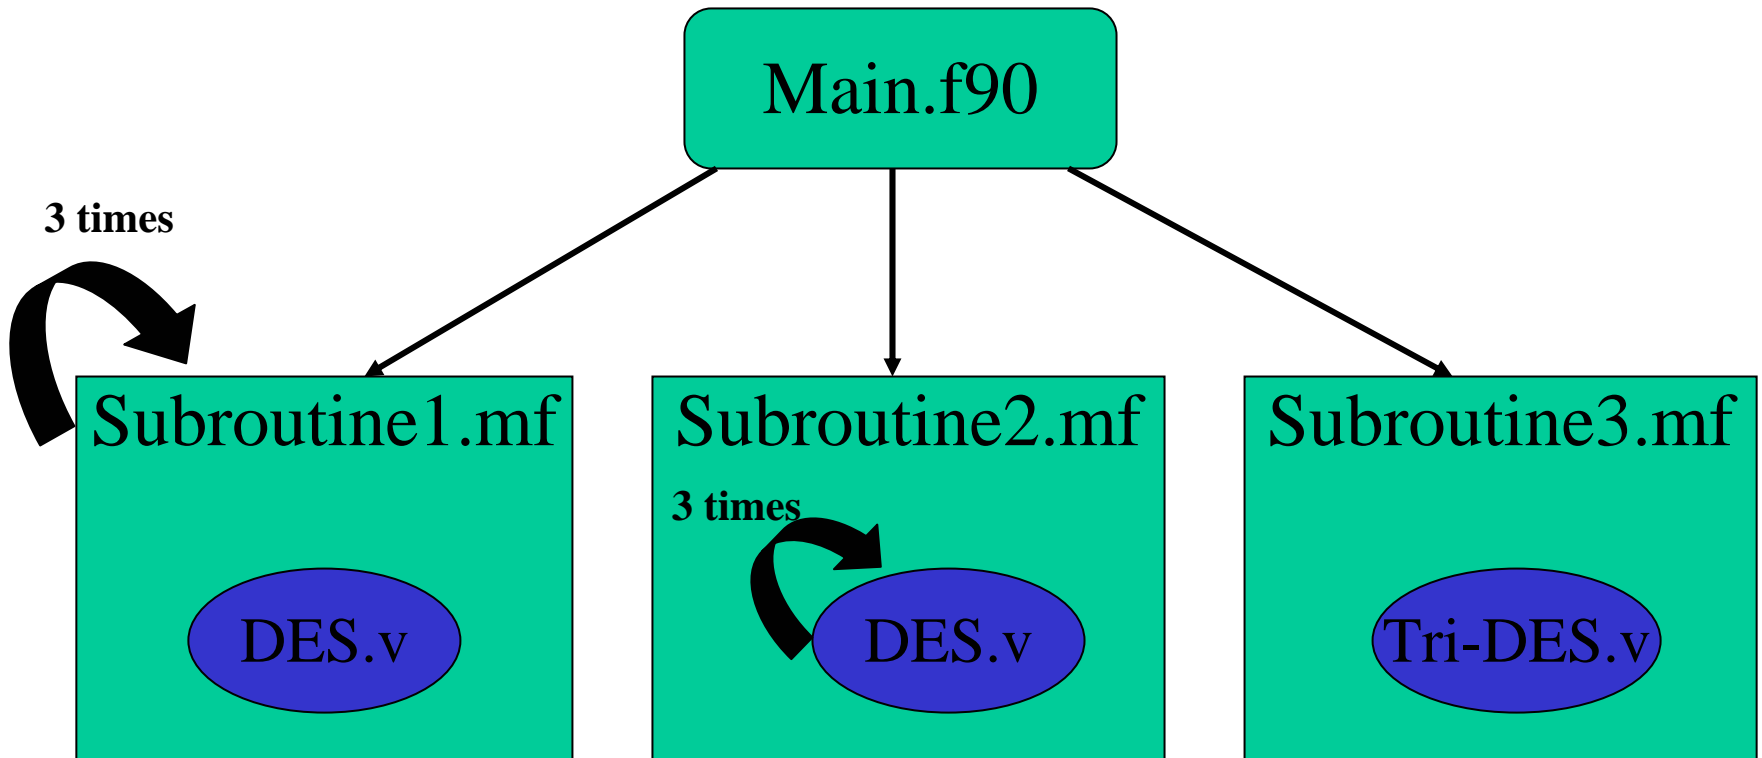 Main.f90
3 times
Subroutine1.mf
Subroutine2.mf
Subroutine3.mf
3 times
DES.v
DES.v
Tri-DES.v